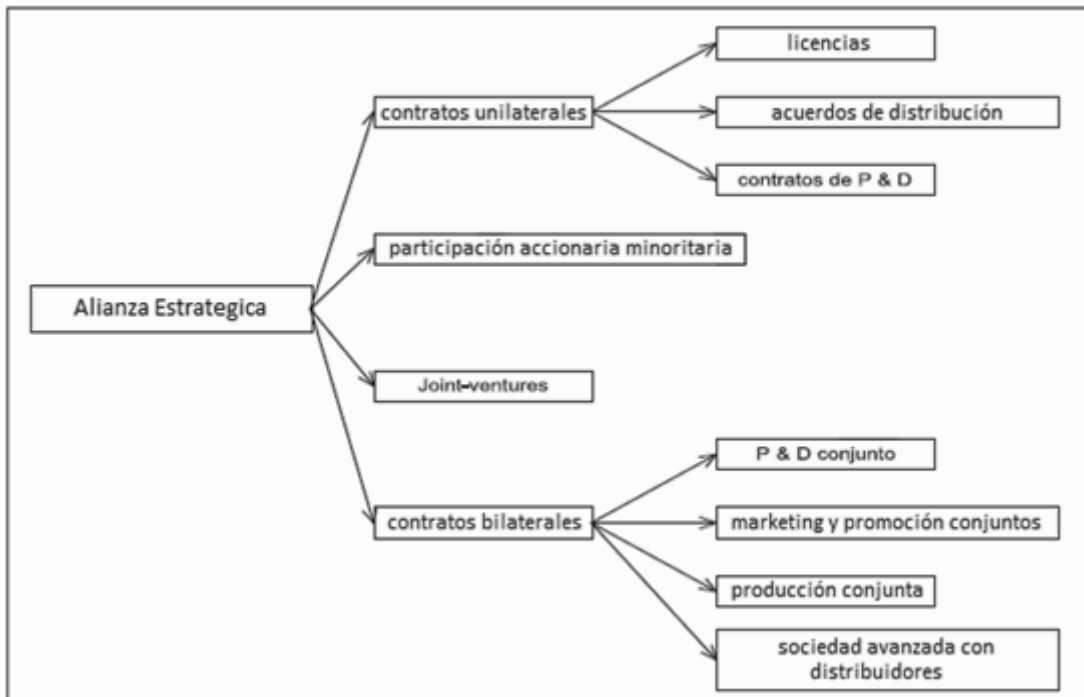 licencias
contratos unilaterales
acuerdos de distribución
contratos de P & D
participación accionaria minoritaria
Alianza Estrategica
Joint-ventures
P & D conjunto
contratos bilaterales
marketing y promoción conjuntos
producción conjunta
sociedad avanzada con
distribuidores